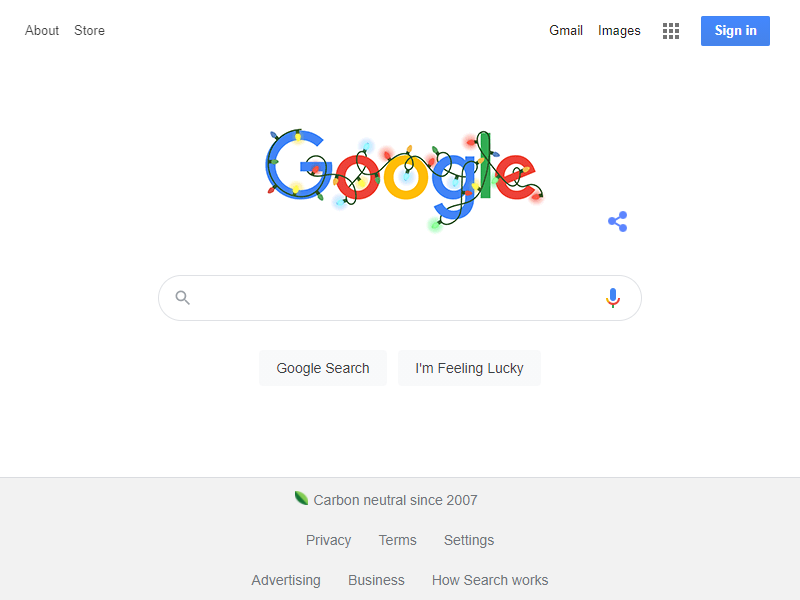 About Store Gmail Images Sign in
Google
Google Search I'm Feeling Lucky
Carbon neutral since 2007
Privacy Terms Settings
Advertising Business How Search works